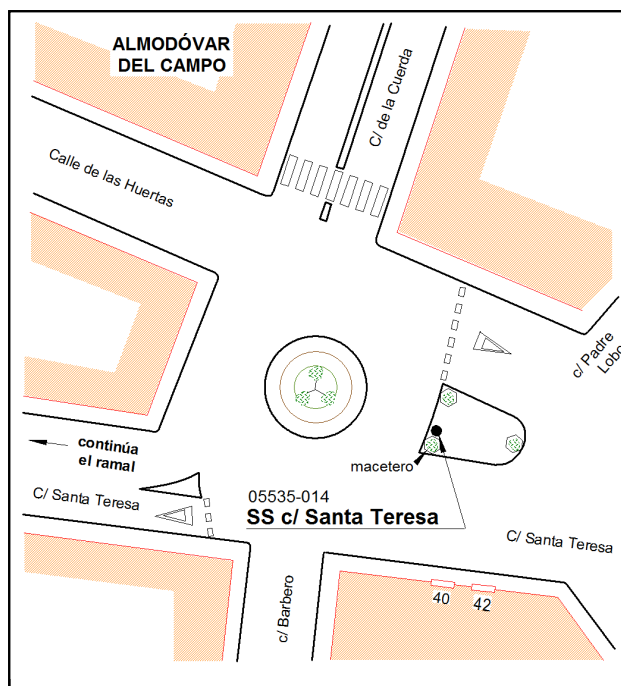 ALMODÓVAR
DEL CAMPO
C/ de la Cuerda
Calle de las Huertas
c/ Padre
Lobo
continúa
el ramal
macetero
C/ Santa Teresa
05535-014
SS c/ Santa Teresa
C/ Santa Teresa
c/ Barbero
40
42